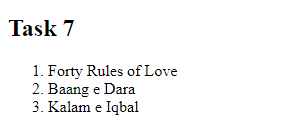 Task 7
1. Forty Rules of Love
2. Baang e Dara
3. Kalam e Iqbal